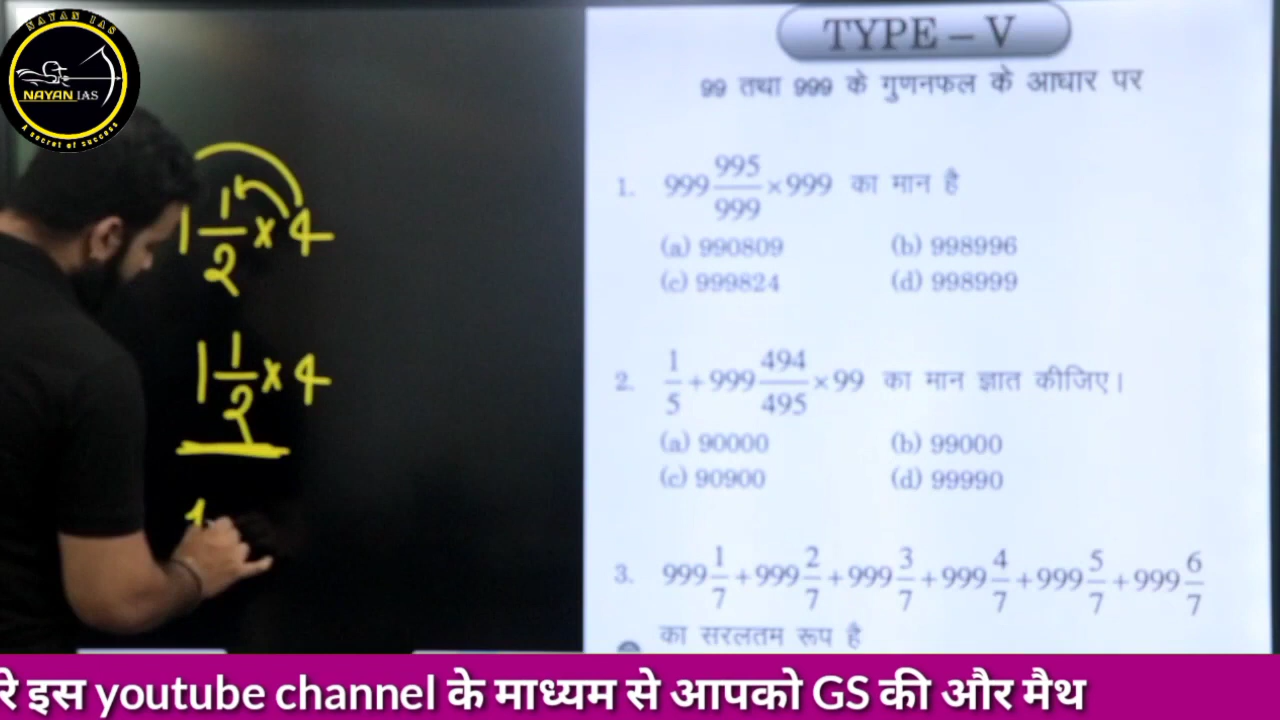 NAYAN IAS
NAYAN IAS
A secret of success
1 1/2 × 4
1 1/2 × 4
TYPE – V
99 तथा 999 के गुणनफल के आधार पर
1. 999 995/999 × 999 का मान है
(a) 990809 (b) 998996
(c) 999824 (d) 998999
2. 1/5 + 999 494/495 × 99 का मान ज्ञात कीजिए।
(a) 90000 (b) 99000
(c) 90900 (d) 99990
3. 999 1/7 + 999 2/7 + 999 3/7 + 999 4/7 + 999 5/7 + 999 6/7
का सरलतम रूप है
रे इस youtube channel के माध्यम से आपको GS की और मैथ